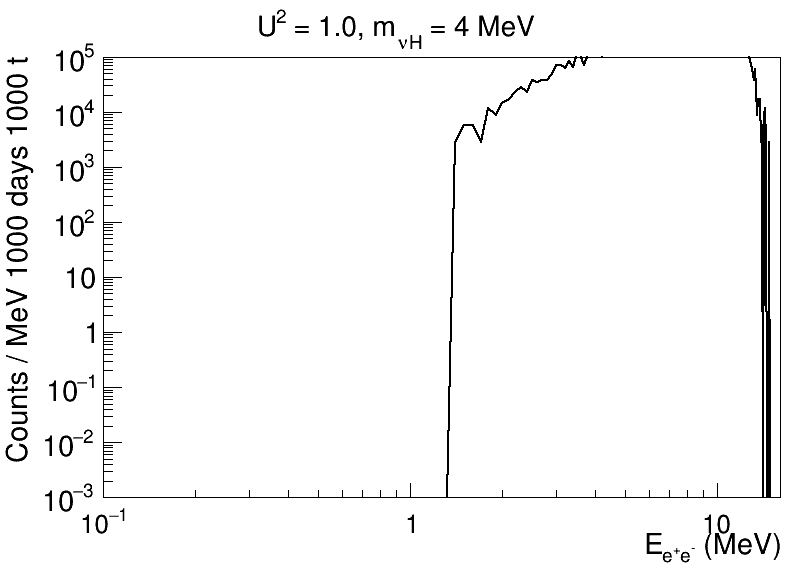 U² = 1.0, m_νH = 4 MeV
Counts / MeV 1000 days 1000 t
10⁵
10⁴
10³
10²
10
1
10⁻¹
10⁻²
10⁻³
10⁻¹ 1 10
E_e⁺e⁻ (MeV)